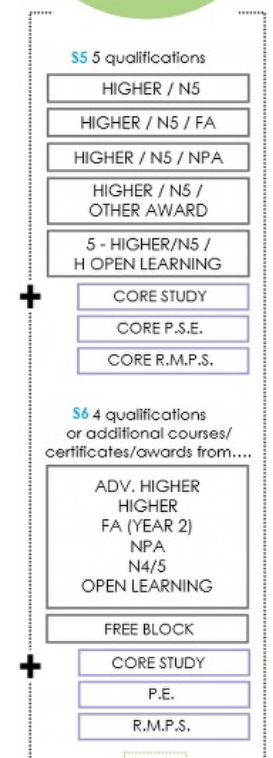 S5 5 qualifications
HIGHER / N5
HIGHER / N5 / FA
HIGHER / N5 / NPA
HIGHER / N5 /
OTHER AWARD
5 - HIGHER/N5 /
H OPEN LEARNING
+
CORE STUDY
CORE P.S.E.
CORE R.M.P.S.
S6 4 qualifications
or additional courses/
certificates/awards from....
ADV. HIGHER
HIGHER
FA (YEAR 2)
NPA
N4/5
OPEN LEARNING
FREE BLOCK
+
CORE STUDY
P.E.
R.M.P.S.